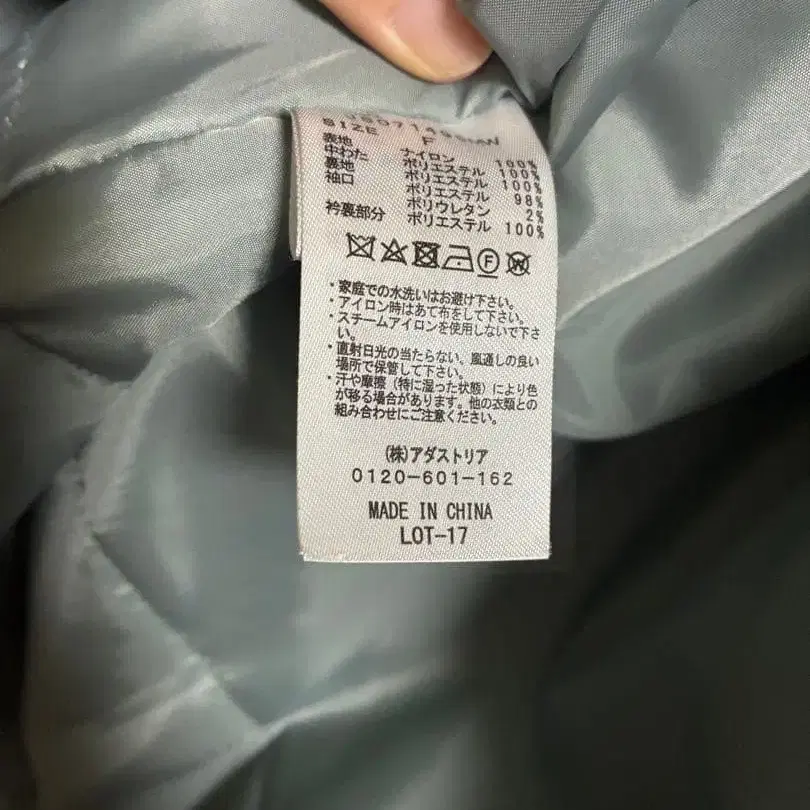 SIZE F
表地 ナイロン 100%
中わた ポリエステル 100%
裏地 ポリエステル 100%
袖口 ポリエステル 98%
ポリウレタン 2%
衿裏部分 ポリエステル 100%
F W
・家庭での水洗いはお避け下さい。
・アイロン時はあて布をして下さい。
・スチームアイロンを使用しないで下さ
い。
・直射日光の当たらない、風通しの良い
場所で保管して下さい。
・汗や摩擦（特に湿った状態）により色
が移る場合があります。他の衣類との
組み合わせにご注意ください。
(株)アダストリア
0120-601-162
MADE IN CHINA
LOT-17